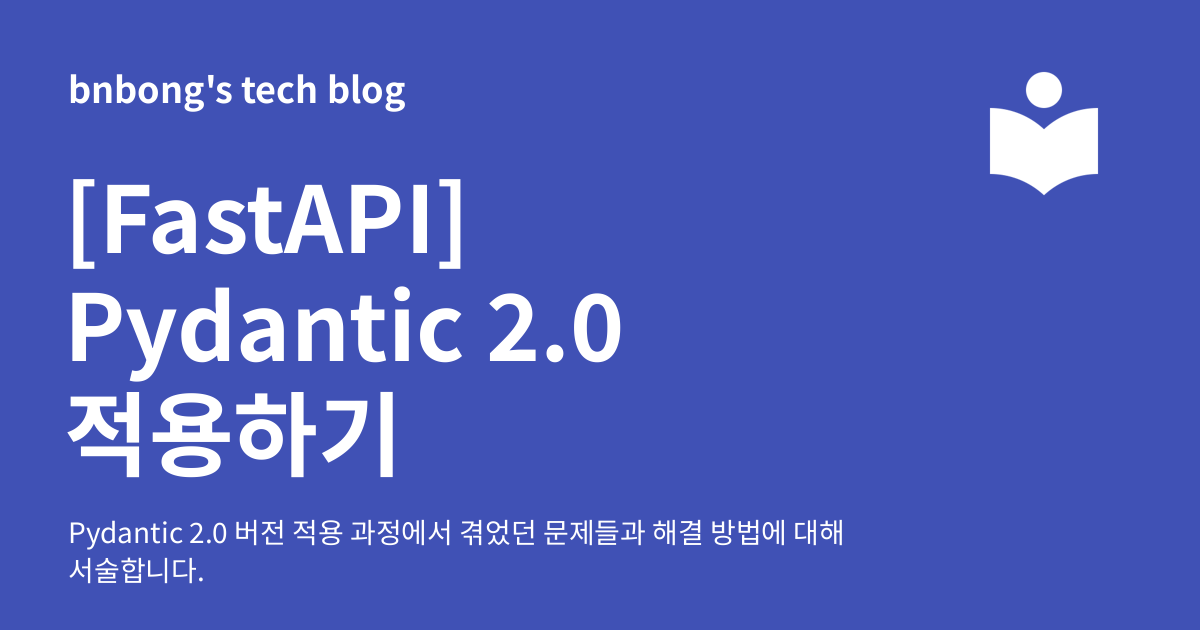 bnbong's tech blog
[FastAPI]
Pydantic 2.0
적용하기
Pydantic 2.0 버전 적용 과정에서 겪었던 문제들과 해결 방법에 대해
서술합니다.